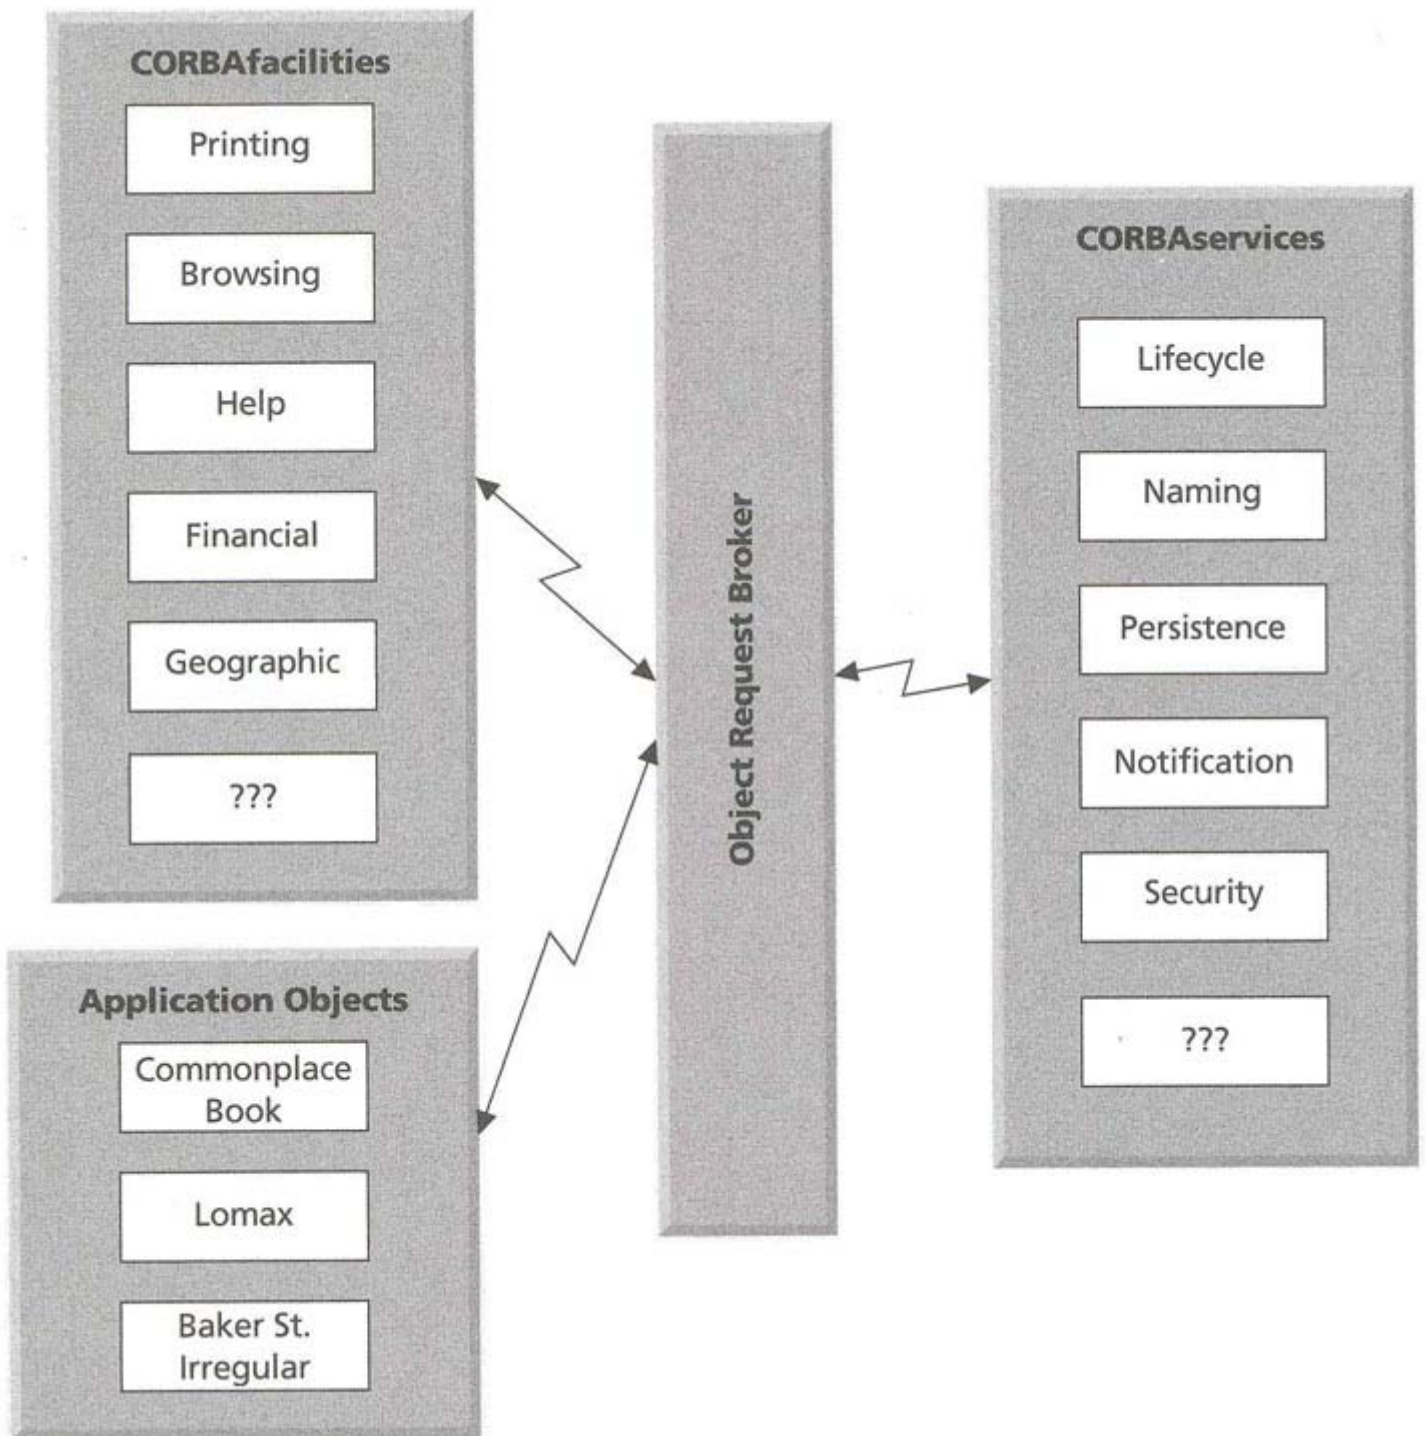 CORBAfacilities
Printing
Browsing
Help
Financial
Geographic
???
Application Objects
Commonplace
Book
Lomax
Baker St.
Irregular
Object Request Broker
CORBAservices
Lifecycle
Naming
Persistence
Notification
Security
???